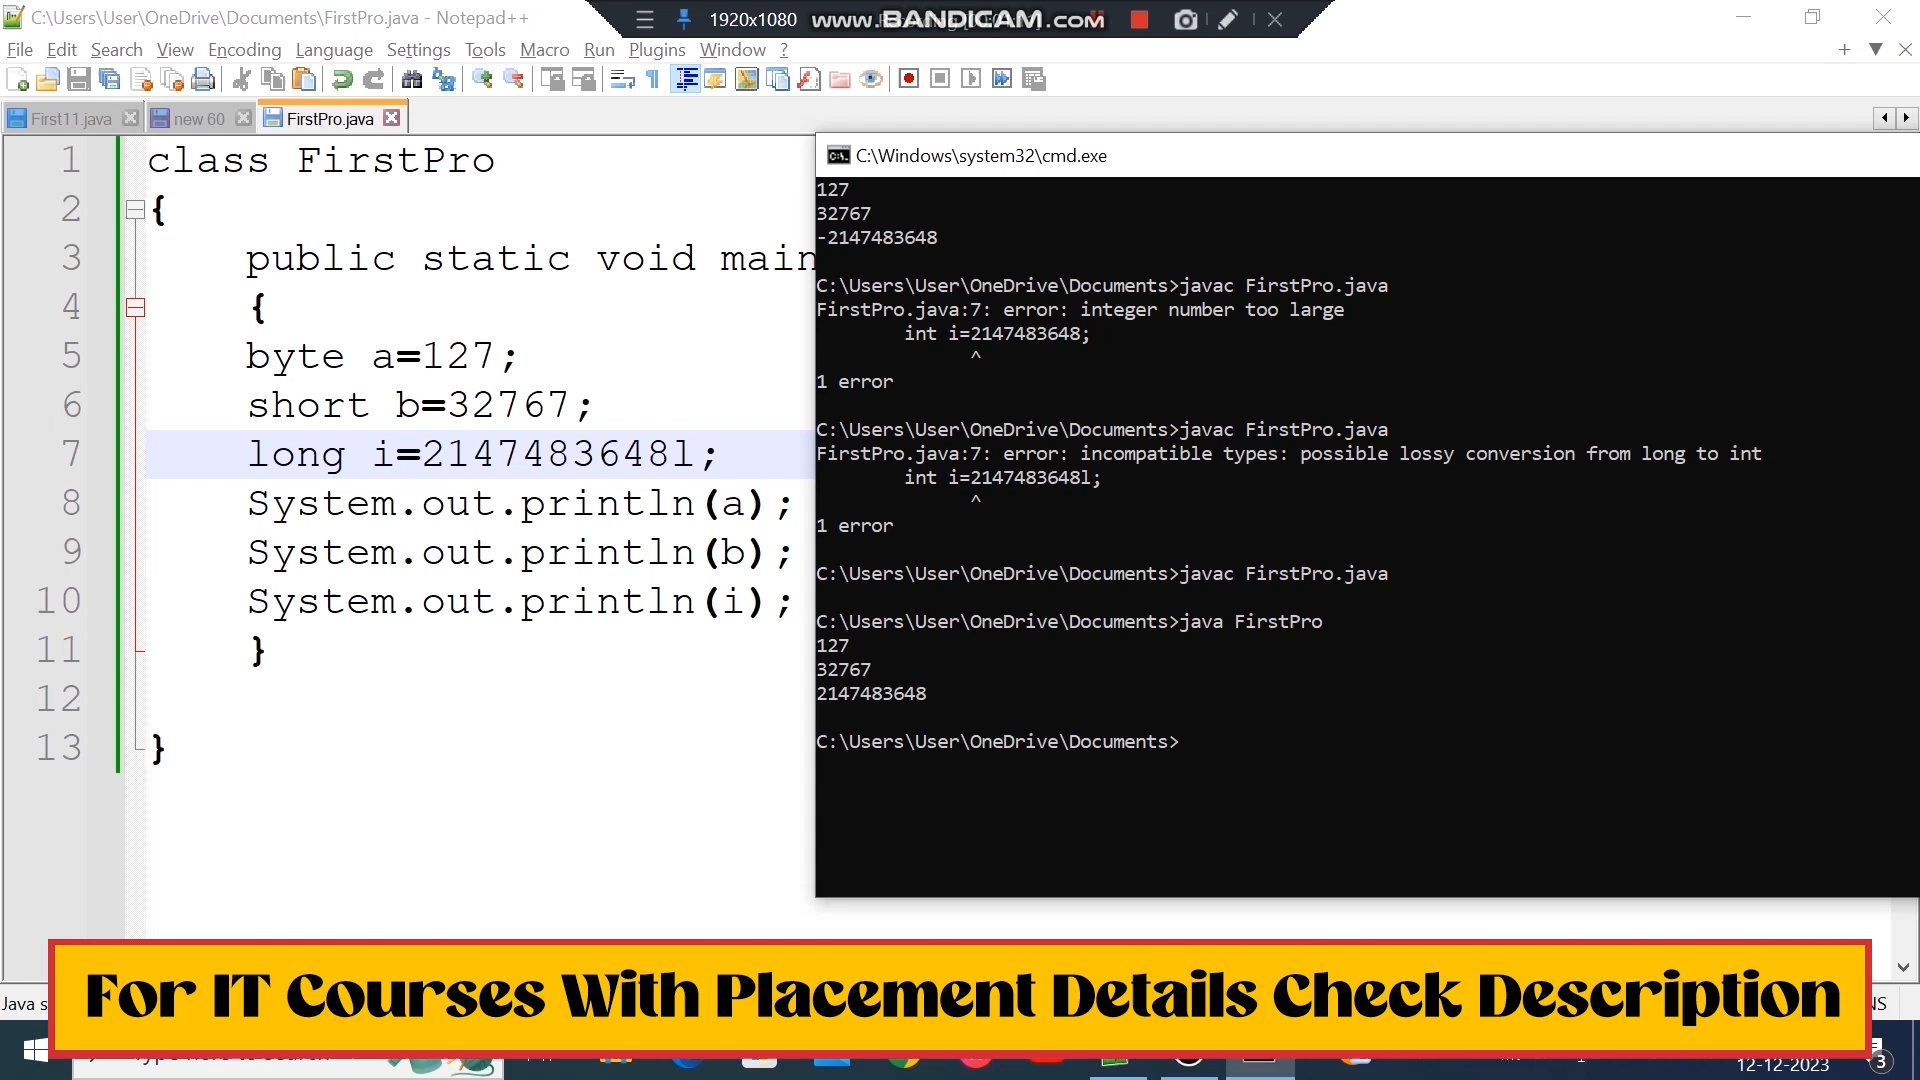 C:\Users\User\OneDrive\Documents\FirstPro.java - Notepad++
1920x1080
www.BANDICAM.com
File Edit Search View Encoding Language Settings Tools Macro Run Plugins Window ?
First11.java
new 60
FirstPro.java
1 class FirstPro
2 {
3 public static void main
4 {
5 byte a=127;
6 short b=32767;
7 long i=2147483648l;
8 System.out.println(a);
9 System.out.println(b);
10 System.out.println(i);
11 }
12
13 }
C:\Windows\system32\cmd.exe
127
32767
-2147483648
C:\Users\User\OneDrive\Documents>javac FirstPro.java
FirstPro.java:7: error: integer number too large
int i=2147483648;
^
1 error
C:\Users\User\OneDrive\Documents>javac FirstPro.java
FirstPro.java:7: error: incompatible types: possible lossy conversion from long to int
int i=2147483648l;
^
1 error
C:\Users\User\OneDrive\Documents>javac FirstPro.java
C:\Users\User\OneDrive\Documents>java FirstPro
127
32767
2147483648
C:\Users\User\OneDrive\Documents>
For IT Courses With Placement Details Check Description
Java s
NS
12-12-2023
3